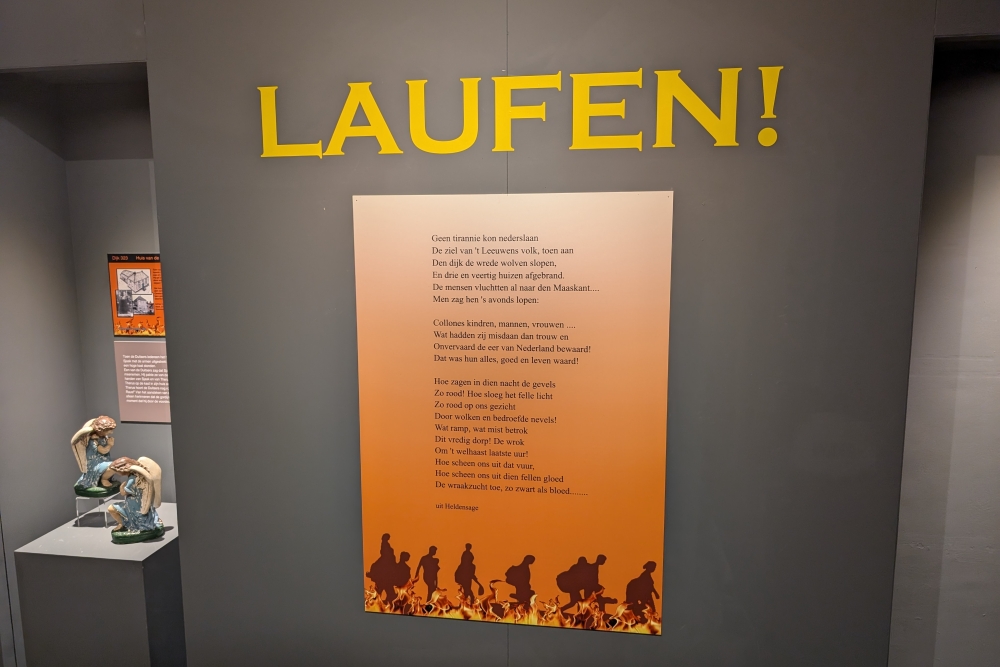 LAUFEN!
Geen tirannie kon nederslaan
De ziel van 't Leeuwens volk, toen aan
Den dijk de wrede wolven slopen,
En drie en veertig huizen afgebrand.
De mensen vluchtten al naar den Maaskant....
Men zag hen 's avonds lopen:
Collones kindren, mannen, vrouwen ....
Wat hadden zij misdaan dan trouw en
Onvervaard de eer van Nederland bewaard!
Dat was hun alles, goed en leven waard!
Hoe zagen in dien nacht de gevels
Zo rood! Hoe sloeg het felle licht
Zo rood op ons gezicht
Door wolken en bedroefde nevels!
Wat ramp, wat mist betrok
Dit vredig dorp! De wrok
Om 't welhaast laatste uur!
Hoe scheen ons uit dat vuur,
Hoe scheen ons uit dien fellen gloed
De wraakzucht toe, zo zwart als bloed........
uit Heldensage
Huis van de